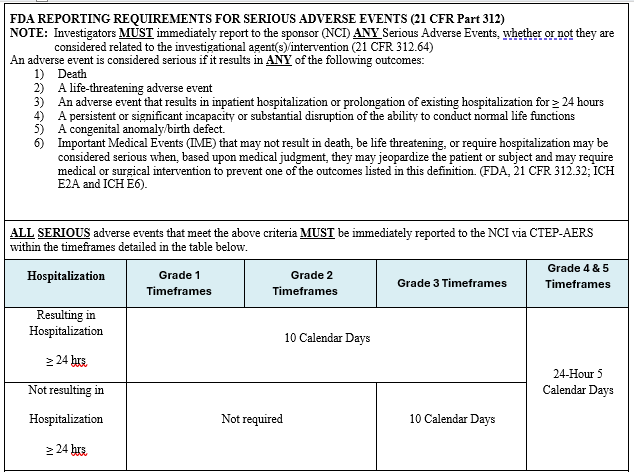 FDA REPORTING REQUIREMENTS FOR SERIOUS ADVERSE EVENTS (21 CFR Part 312)
NOTE: Investigators MUST immediately report to the sponsor (NCI) ANY Serious Adverse Events, whether or not they are
considered related to the investigational agent(s)/intervention (21 CFR 312.64)
An adverse event is considered serious if it results in ANY of the following outcomes:
1) Death
2) A life-threatening adverse event
3) An adverse event that results in inpatient hospitalization or prolongation of existing hospitalization for ≥ 24 hours
4) A persistent or significant incapacity or substantial disruption of the ability to conduct normal life functions
5) A congenital anomaly/birth defect.
6) Important Medical Events (IME) that may not result in death, be life threatening, or require hospitalization may be
considered serious when, based upon medical judgment, they may jeopardize the patient or subject and may require
medical or surgical intervention to prevent one of the outcomes listed in this definition. (FDA, 21 CFR 312.32; ICH
E2A and ICH E6).
ALL SERIOUS adverse events that meet the above criteria MUST be immediately reported to the NCI via CTEP-AERS
within the timeframes detailed in the table below.
Hospitalization
Grade 1
Timeframes
Grade 2
Timeframes
Grade 3 Timeframes
Grade 4 & 5
Timeframes
Resulting in
Hospitalization
≥ 24 hrs
10 Calendar Days
24-Hour 5
Calendar Days
Not resulting in
Hospitalization
≥ 24 hrs
Not required
10 Calendar Days